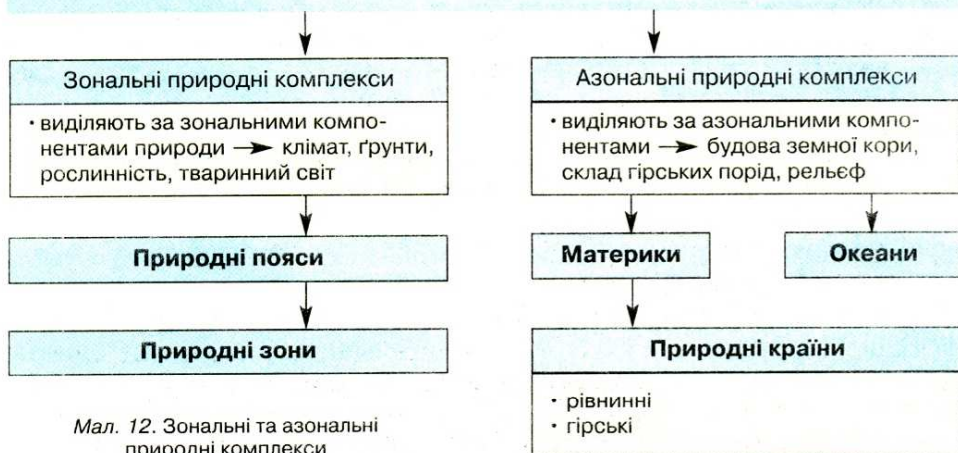 Зональні природні комплекси
• виділяють за зональними компо-
нентами природи → клімат, ґрунти,
рослинність, тваринний світ
Природні пояси
Природні зони
Мал. 12. Зональні та азональні
природні комплекси
Азональні природні комплекси
• виділяють за азональними компо-
нентами → будова земної кори,
склад гірських порід, рельєф
Материки
Океани
Природні країни
• рівнинні
• гірські